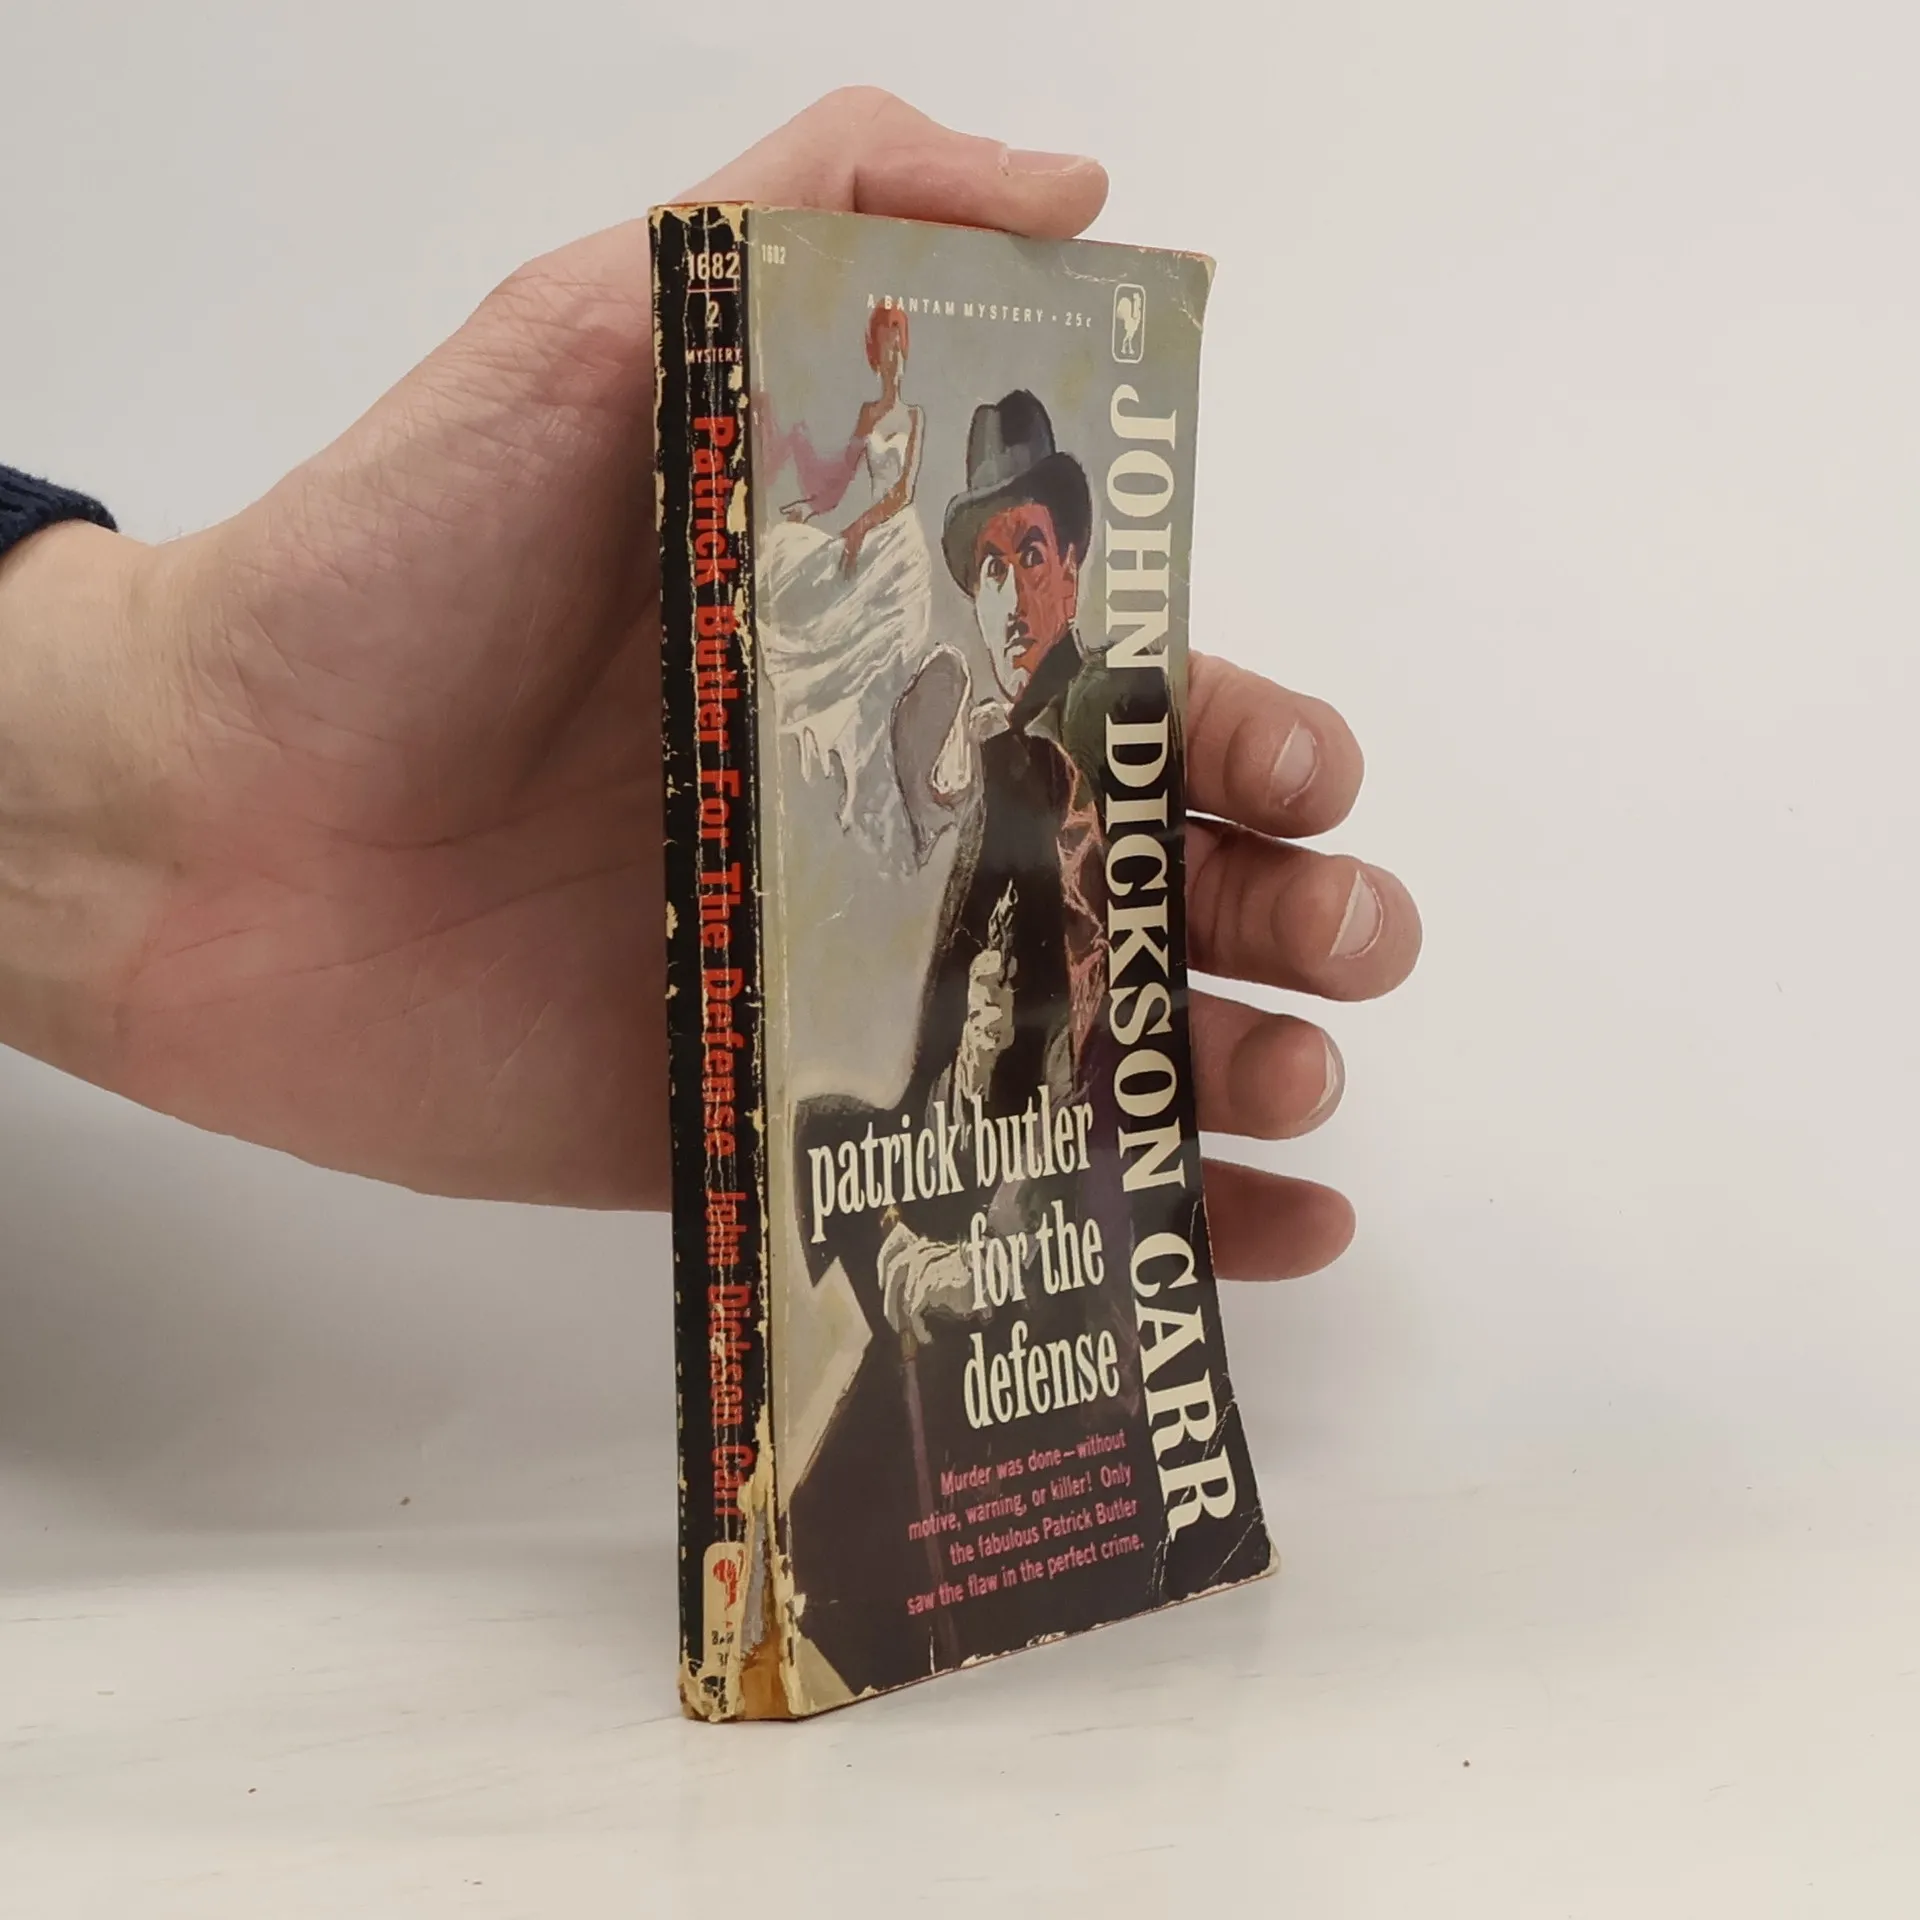 1682
2
MYSTERY
Patrick Butler For The Defense John Dickson Carr
1682
A BANTAM MYSTERY • 25¢
JOHN DICKSON CARR
patrick butler
for the
defense
Murder was done—without
motive, warning, or killer! Only
the fabulous Patrick Butler
saw the flaw in the perfect crime.